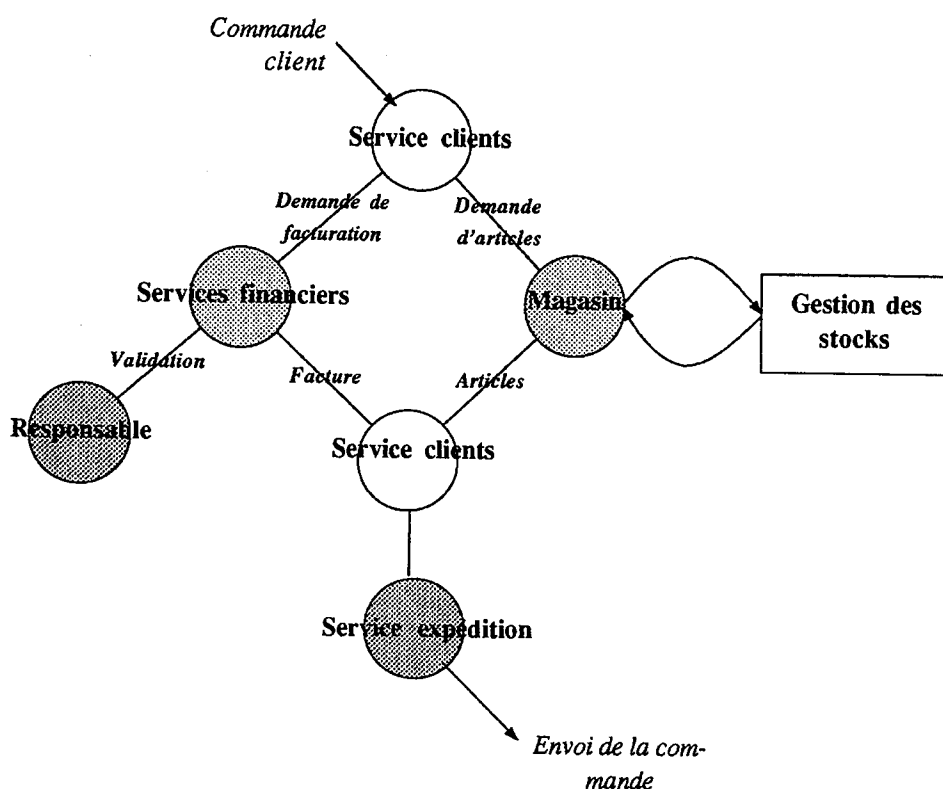 Commande
client
Service clients
Demande de
facturation
Demande
d'articles
Services financiers
Magasin
Gestion des
stocks
Validation
Facture
Articles
Responsable
Service clients
Service expédition
Envoi de la com-
mande